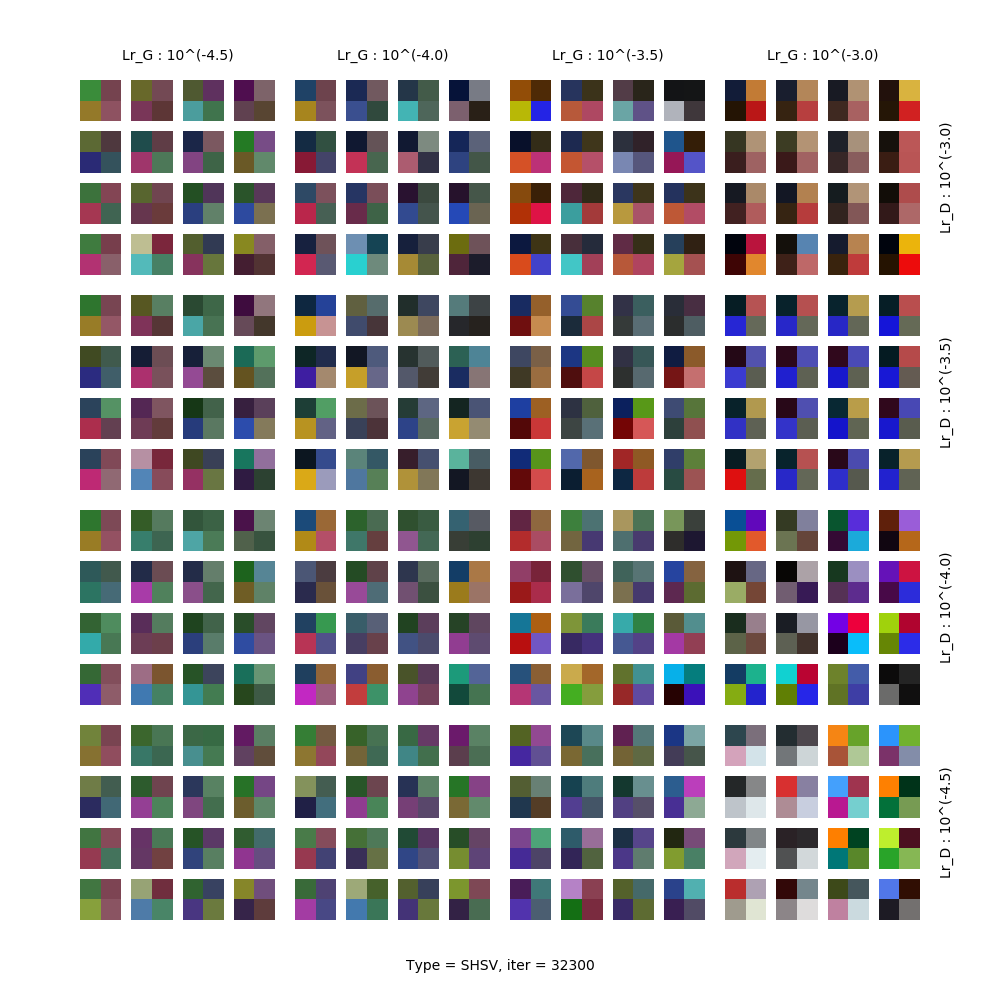 Lr_G : 10^(-4.5)
Lr_G : 10^(-4.0)
Lr_G : 10^(-3.5)
Lr_G : 10^(-3.0)
Lr_D : 10^(-3.0)
Lr_D : 10^(-3.5)
Lr_D : 10^(-4.0)
Lr_D : 10^(-4.5)
Type = SHSV, iter = 32300